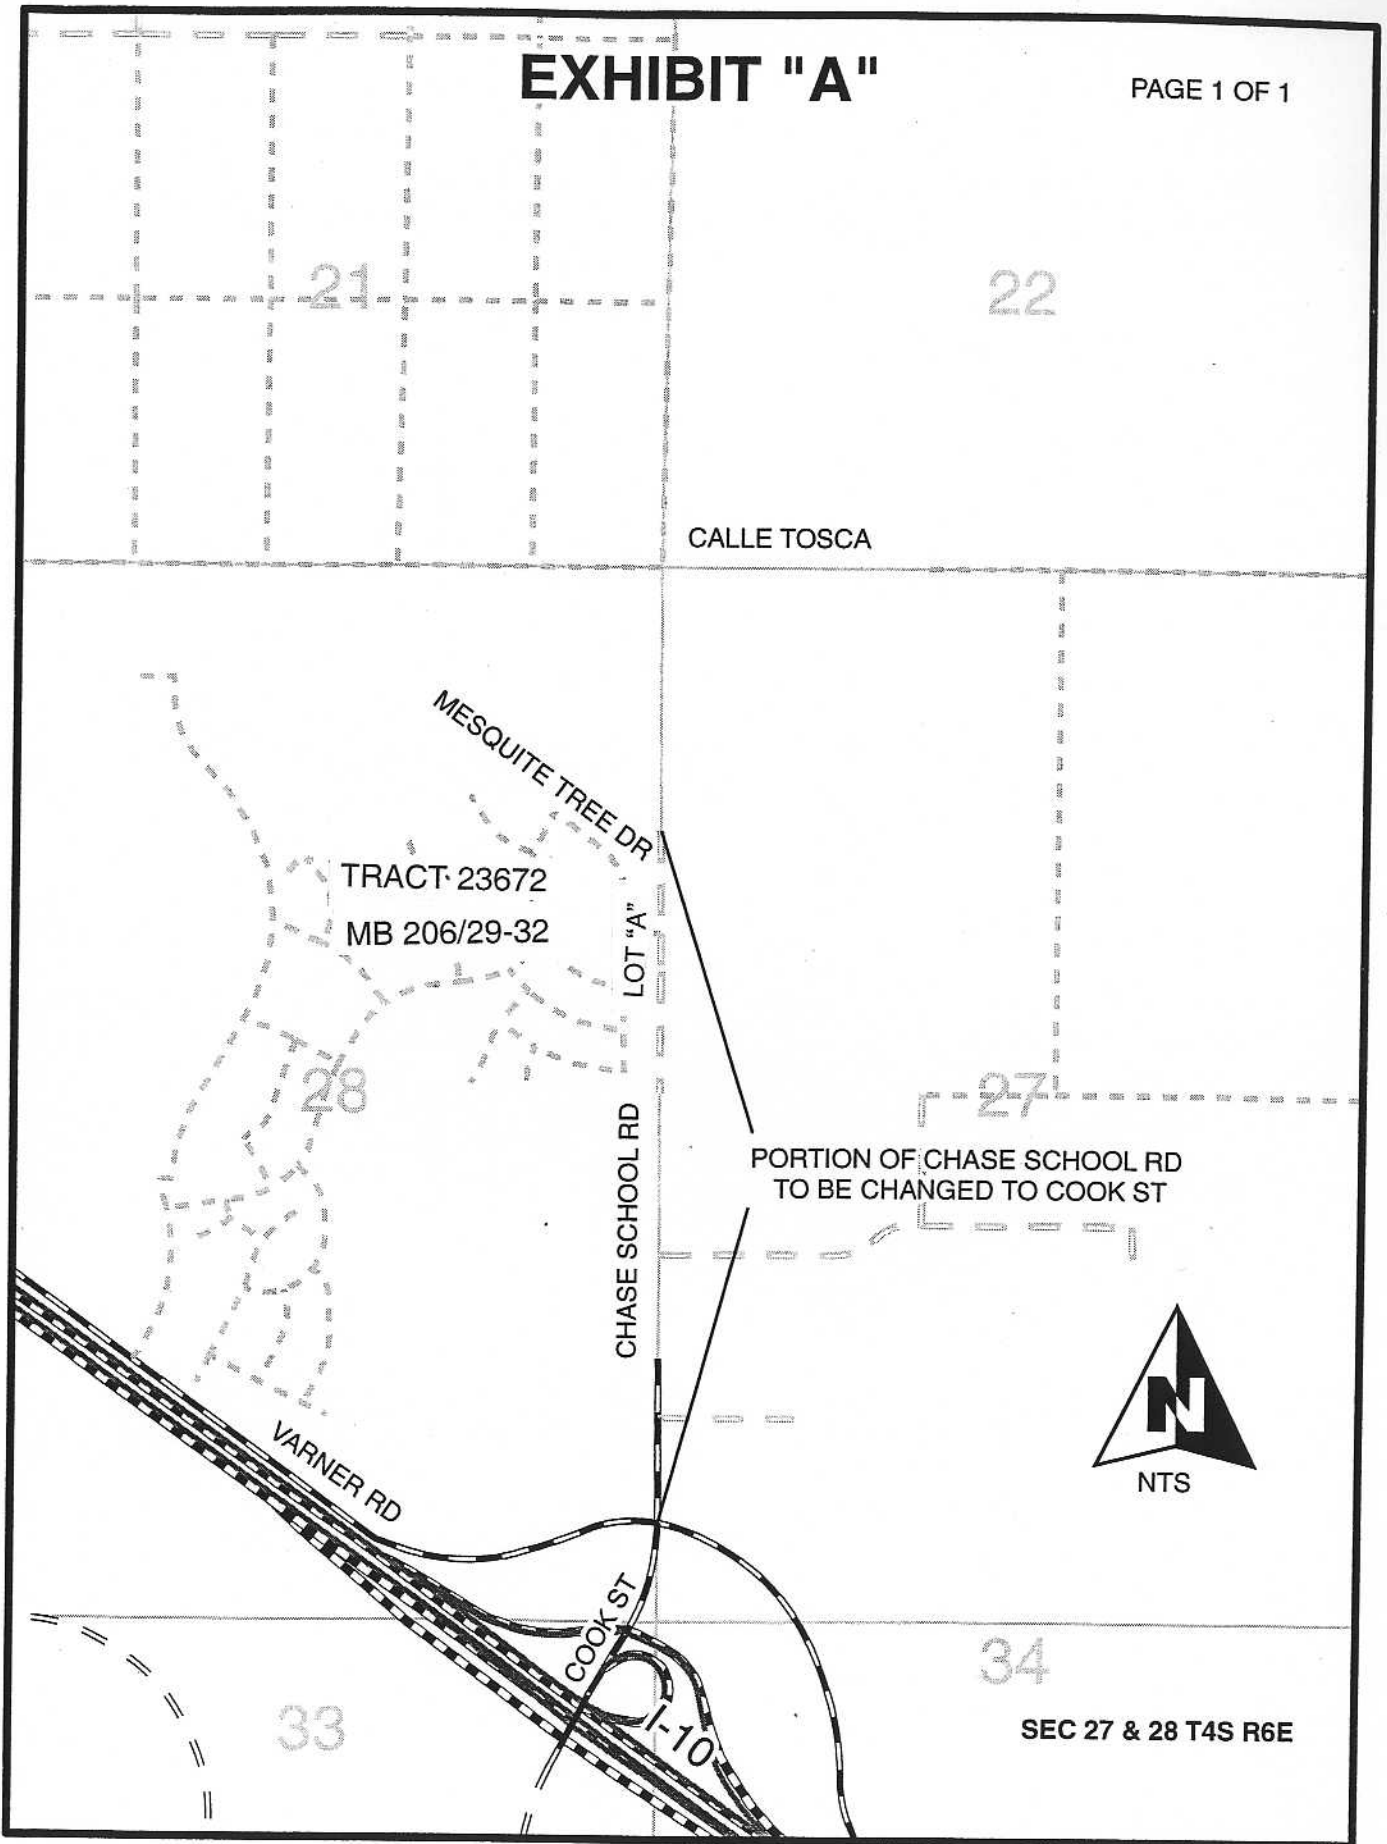 EXHIBIT "A"
PAGE 1 OF 1
21
22
CALLE TOSCA
MESQUITE TREE DR
TRACT 23672
MB 206/29-32
LOT "A"
28
27
CHASE SCHOOL RD
PORTION OF CHASE SCHOOL RD
TO BE CHANGED TO COOK ST
N
NTS
VARNER RD
COOK ST
I-10
33
34
SEC 27 & 28 T4S R6E